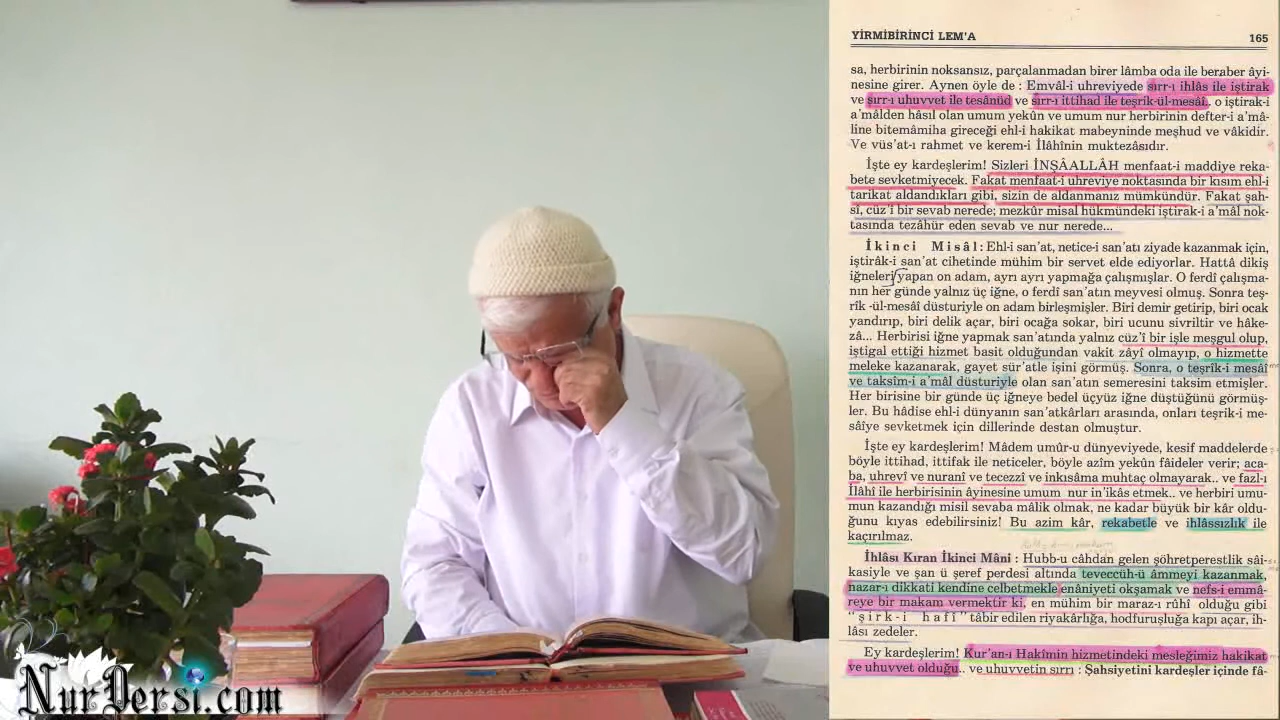 YİRMİBİRİNCİ LEM'A 165
sa, herbirinin noksansız, parçalanmadan birer lâmba oda ile beraber âyi-
nesine girer. Aynen öyle de : Emvâl-i uhreviyede sırr-ı ihlâs ile iştirak
ve sırr-ı uhuvvet ile tesânüd ve sırr-ı ittihad ile teşrik-ül-mesâî.. o iştirak-i
a'mâlden hâsıl olan umum yekûn ve umum nur herbirinin defter-i a'mâ-
line bitemâmiha gireceği ehl-i hakikat mabeyninde meşhud ve vâkidir.
Ve vüs'at-ı rahmet ve kerem-i İlâhînin muktezâsıdır.
İşte ey kardeşlerim! Sizleri İNŞÂALLÂH menfaat-i maddiye reka-
bete sevketmiyecek. Fakat menfaat-i uhreviye noktasında bir kısım ehl-i
tarikat aldandıkları gibi, sizin de aldanmanız mümkündür. Fakat şah-
sî, cüz'î bir sevab nerede; mezkûr misal hükmündeki iştirak-i a'mâl nok-
tasında tezâhür eden sevab ve nur nerede...
İkinci Misâl: Ehl-i san'at, netice-i san'atı ziyade kazanmak için,
iştirâk-i san'at cihetinde mühim bir servet elde ediyorlar. Hattâ dikiş
iğneleri yapan on adam, ayrı ayrı yapmağa çalışmışlar. O ferdî çalışma-
nın her günde yalnız üç iğne, o ferdî san'atın meyvesi olmuş. Sonra teş-
rîk -ül-mesâî düsturiyle on adam birleşmişler. Biri demir getirip, biri ocak
yandırıp, biri delik açar, biri ocağa sokar, biri ucunu sivriltir ve hâke-
zâ... Herbirisi iğne yapmak san'atında yalnız cüz'î bir işle meşgul olup,
iştigal ettiği hizmet basit olduğundan vakit zâyî olmayıp, o hizmette
meleke kazanarak, gayet sür'atle işini görmüş. Sonra, o teşrîk-i mesâî
ve taksîm-i a'mâl düsturiyle olan san'atın semeresini taksim etmişler.
Her birisine bir günde üç iğneye bedel üçyüz iğne düştüğünü görmüş-
ler. Bu hâdise ehl-i dünyanın san'atkârları arasında, onları teşrik-i me-
sâîye sevketmek için dillerinde destan olmuştur.
İşte ey kardeşlerim! Mâdem umûr-u dünyeviyede, kesif maddelerde
böyle ittihad, ittifak ile neticeler, böyle azîm yekûn fâideler verir; aca-
ba, uhrevî ve nuranî ve tecezzî ve inkısâma muhtaç olmayarak.. ve fazl-ı
İlâhî ile herbirisinin âyinesine umum nur in'ikâs etmek.. ve herbiri umu-
mun kazandığı misil sevaba mâlik olmak, ne kadar büyük bir kâr oldu-
ğunu kıyas edebilirsiniz! Bu azim kâr, rekabetle ve ihlâssızlık ile
kaçırılmaz.
İhlâsı Kıran İkinci Mâni : Hubb-u câhdan gelen şöhretperestlik sâi-
kasiyle ve şan ü şeref perdesi altında teveccüh-ü âmmeyi kazanmak,
nazar-ı dikkati kendine celbetmekle enâniyeti okşamak ve nefs-i emmâ-
reye bir makam vermektir ki, en mühim bir maraz-ı rûhî olduğu gibi
"şirk-i hafî" tâbir edilen riyakârlığa, hodfuruşluğa kapı açar, ih-
lâsı zedeler.
Ey kardeşlerim! Kur'an-ı Hakîmin hizmetindeki mesleğimiz hakikat
ve uhuvvet olduğu.. ve uhuvvetin sırrı : Şahsiyetini kardeşler içinde fâ-
NurDersi.com